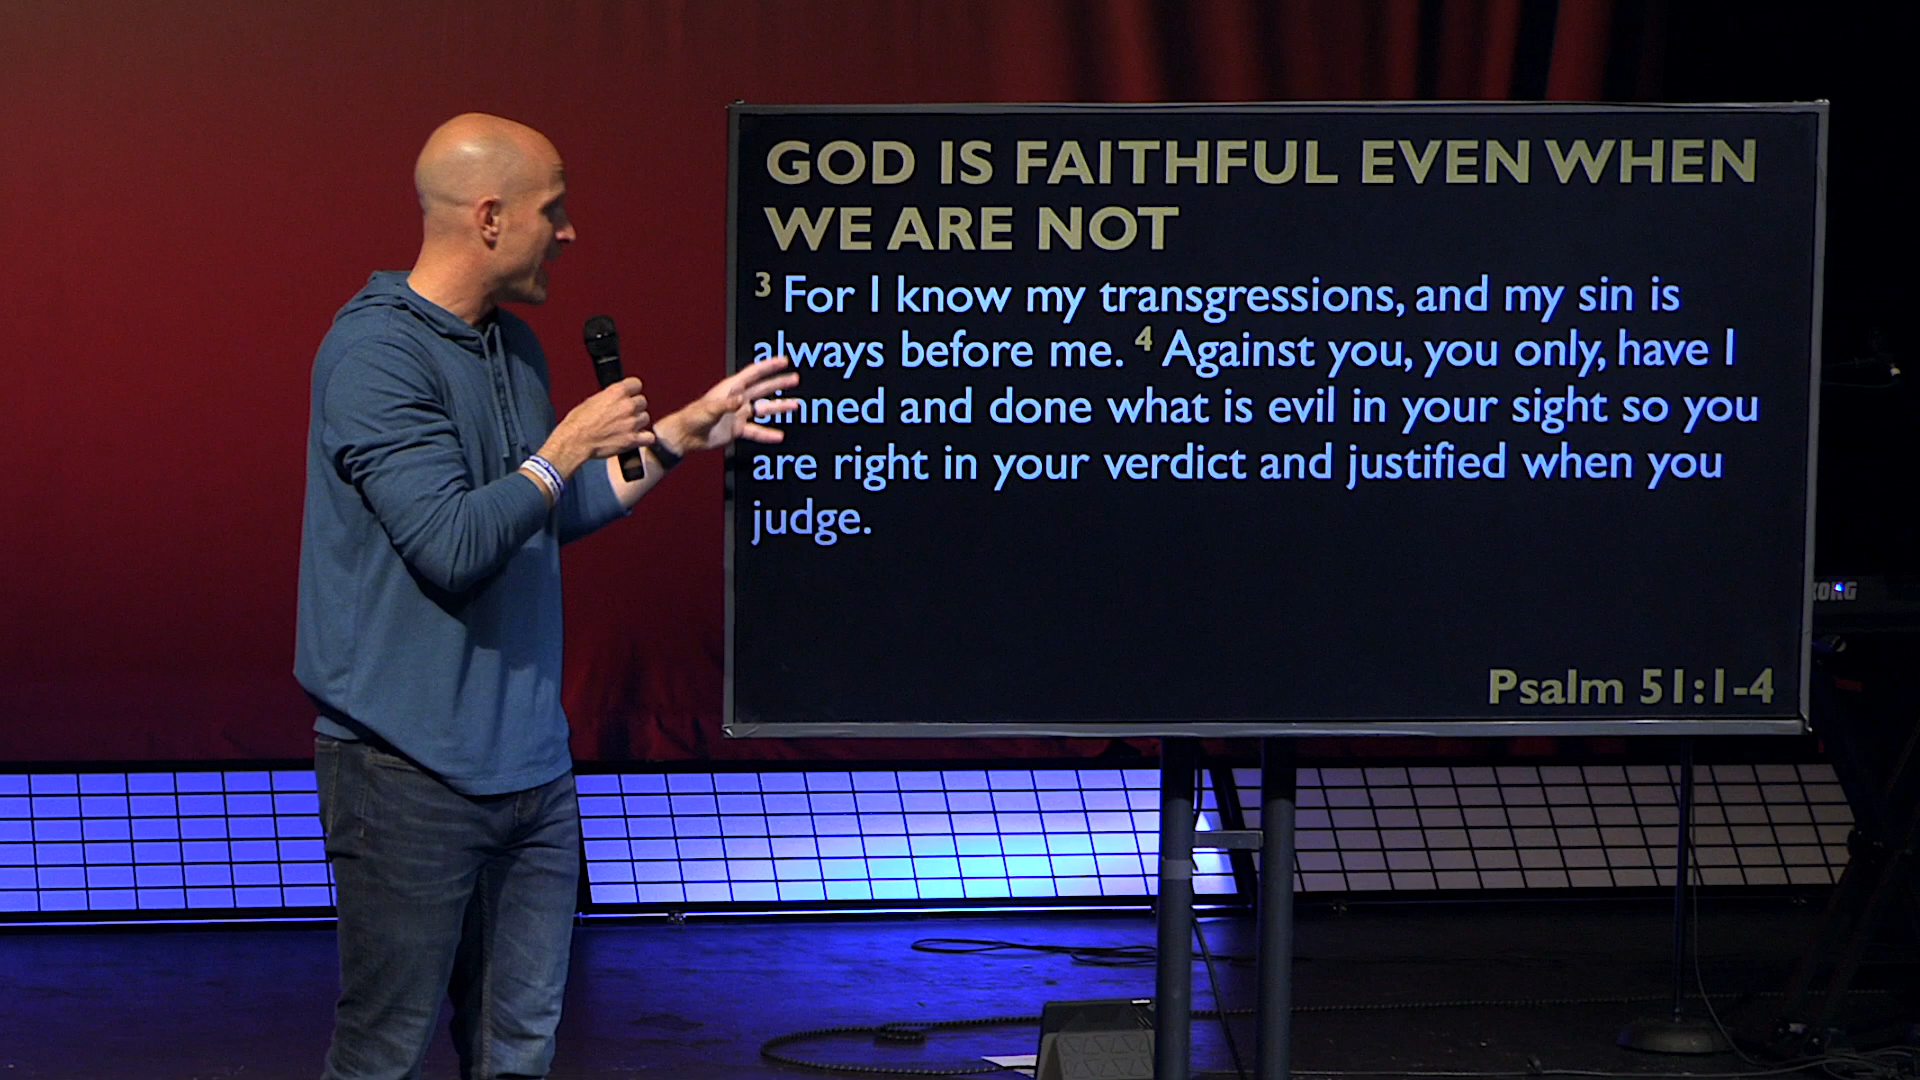 GOD IS FAITHFUL EVEN WHEN
WE ARE NOT
3 For I know my transgressions, and my sin is
always before me. 4 Against you, you only, have I
sinned and done what is evil in your sight so you
are right in your verdict and justified when you
judge.
KORG
Psalm 51:1-4